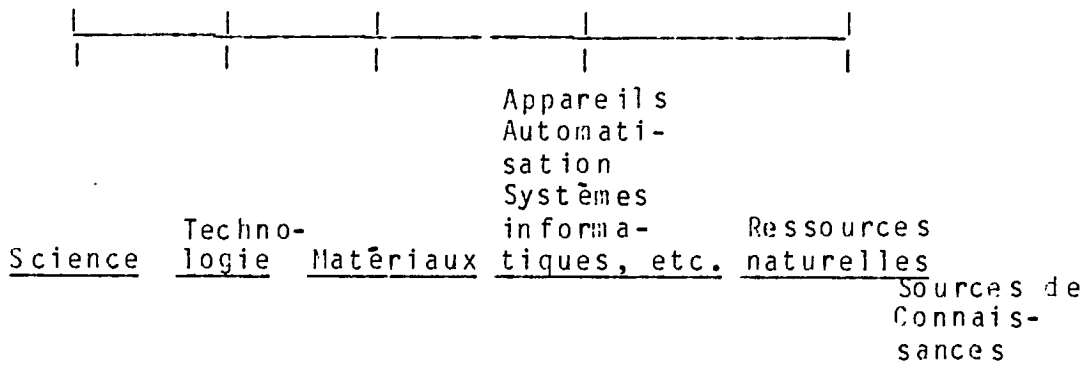 Appareils
Automati-
sation
Systèmes
Techno- informa- Ressources
Science logie Matériaux tiques, etc. naturelles
Sources de
Connais-
sances